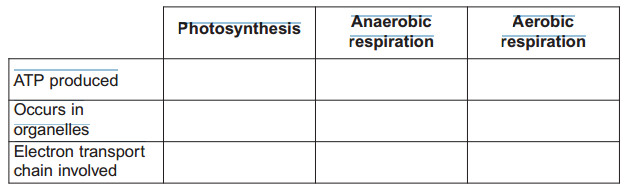 Photosynthesis
Anaerobic
respiration
Aerobic
respiration
ATP produced
Occurs in
organelles
Electron transport
chain involved